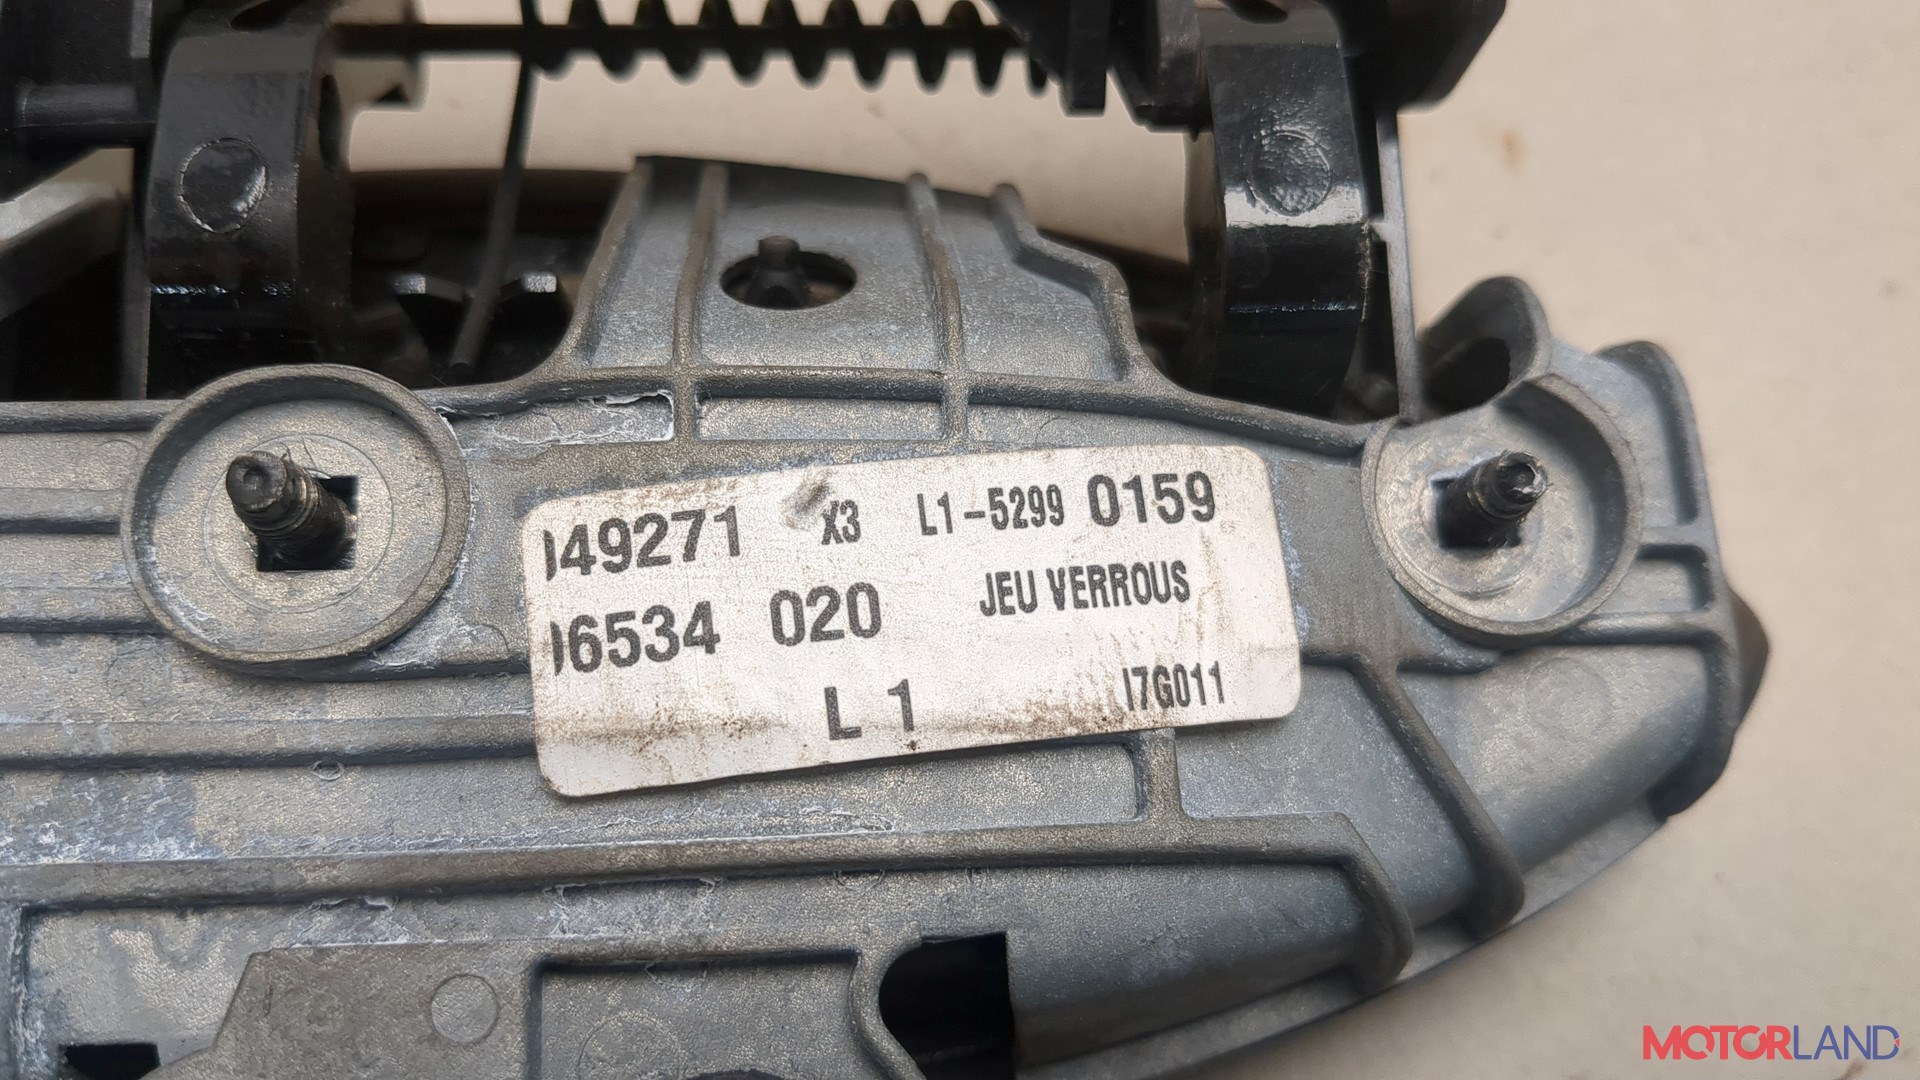 49271 X3 L1-5299 0159
6534 020 JEU VERROUS
L 1 I7G011
MOTORLAND